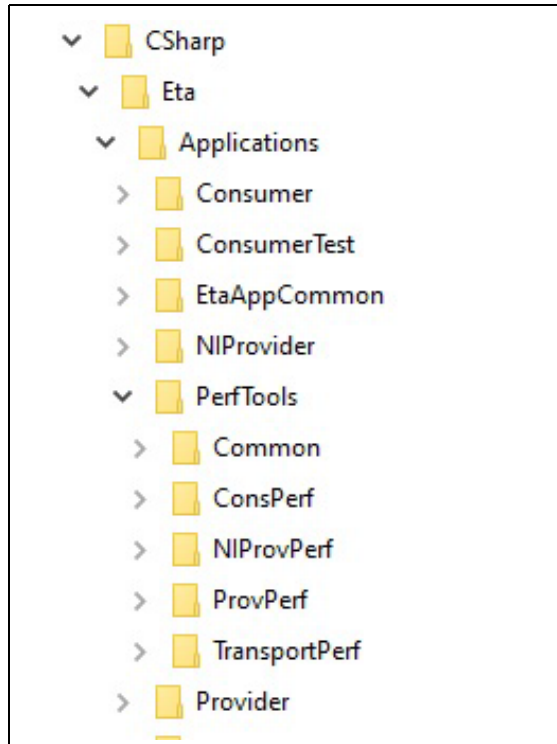 CSharp
Eta
Applications
Consumer
ConsumerTest
EtaAppCommon
NIProvider
PerfTools
Common
ConsPerf
NIProvPerf
ProvPerf
TransportPerf
Provider